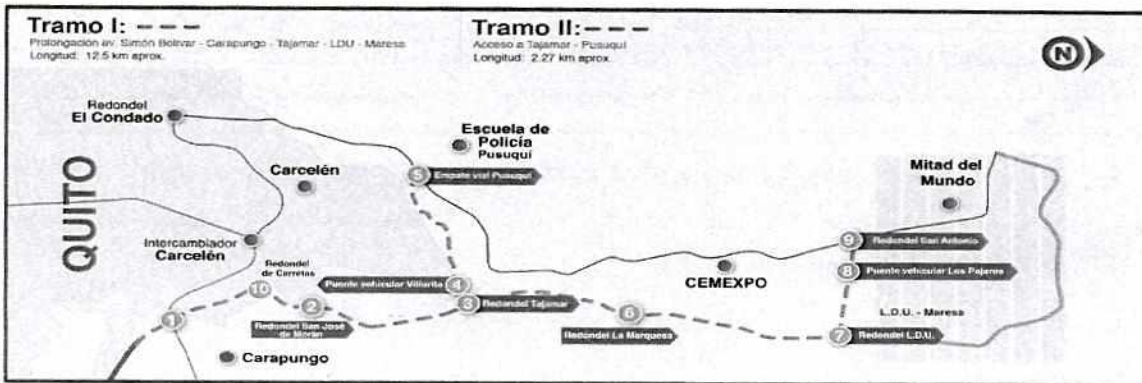 Tramo I:
Prolongación av. Simón Bolívar - Carapungo - Tajamar - LDU - Maresa
Longitud: 12.5 km aprox.
Tramo II:
Acceso a Tajamar - Pusuquí
Longitud: 2.27 km aprox.
N
Redondel
El Condado
QUITO
Carcelén
Escuela de
Policía
Pusuquí
5
Empate vial Pusuquí
Mitad del
Mundo
Intercambiador
Carcelén
9
Redondel San Antonio
Redondel
de Carretas
10
Puente vehicular Villorita
4
CEMEXPO
8
Puente vehicular Los Pájaros
1
2
Redondel San José
de Morán
3
Redondel Tajamar
6
Redondel La Marquesa
L.D.U. - Maresa
7
Redondel L.D.U.
Carapungo